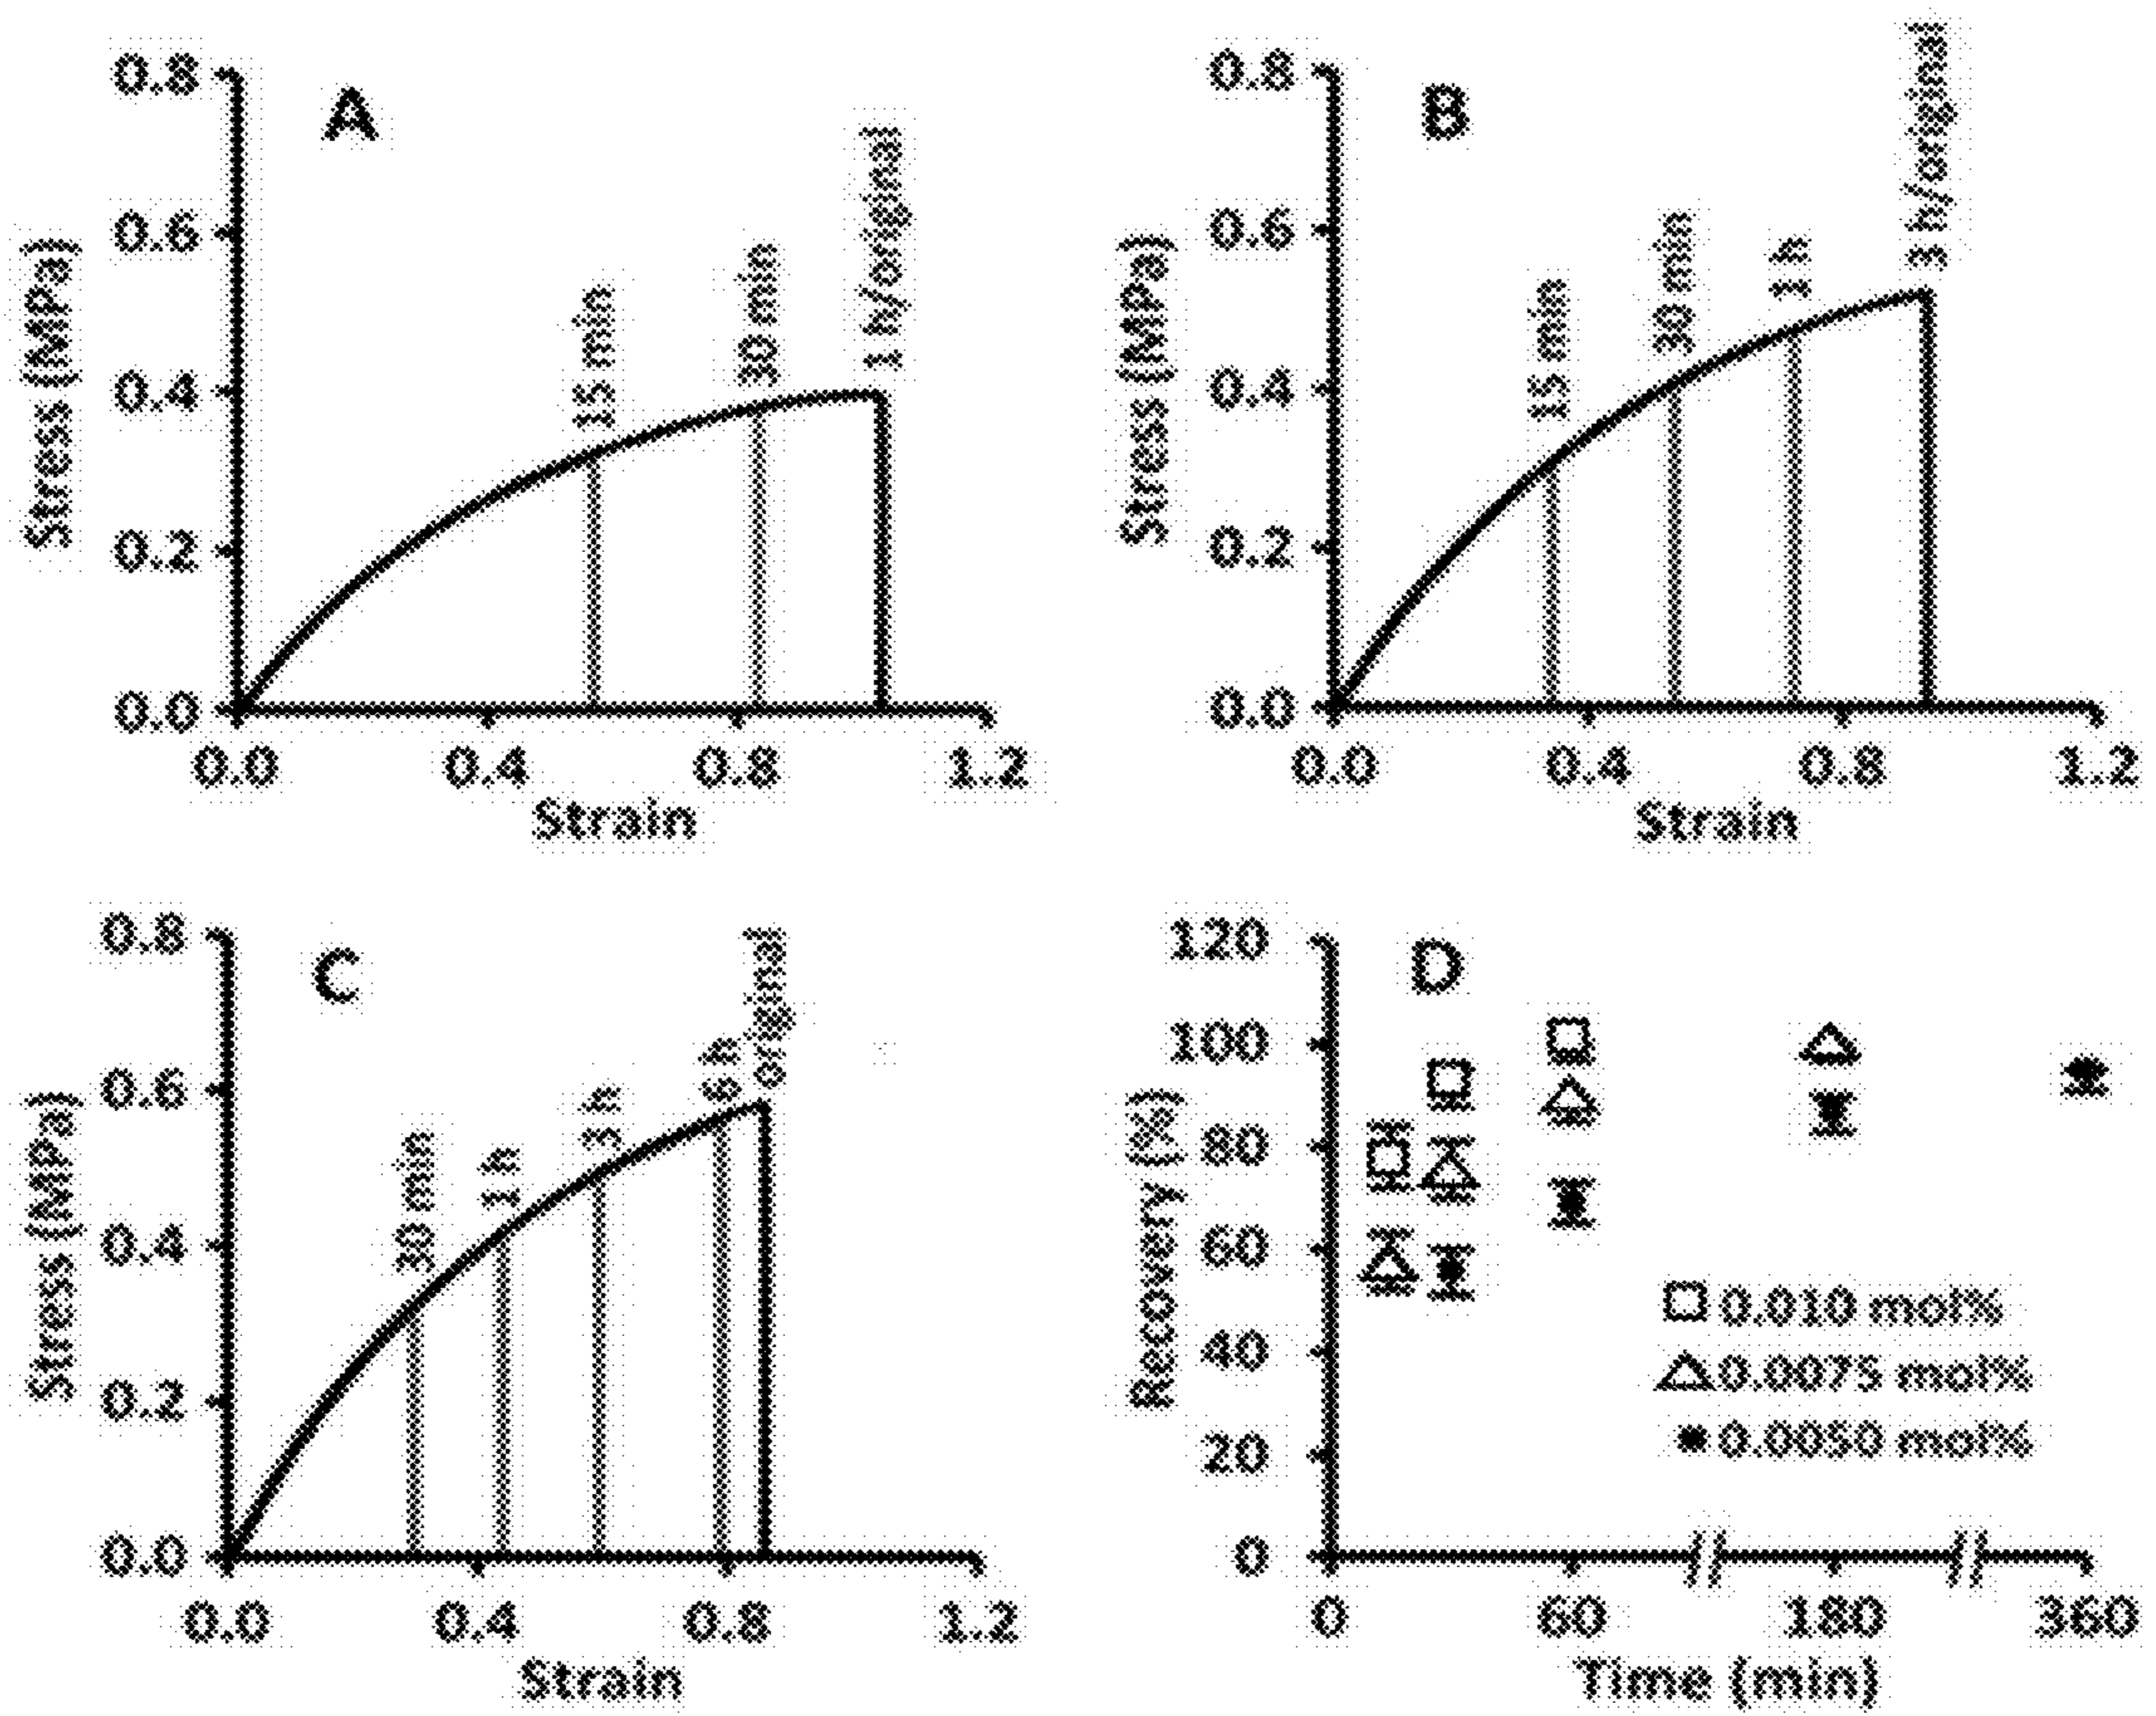 A
0.8
0.6
0.4
0.2
0.0
Stress (MPa)
15 min
30 min
1 h/original
0.0 0.4 0.8 1.2
Strain
B
0.8
0.6
0.4
0.2
0.0
Stress (MPa)
15 min
30 min
1 h
3 h/original
0.0 0.4 0.8 1.2
Strain
C
0.8
0.6
0.4
0.2
0.0
Stress (MPa)
30 min
1 h
3 h
6 h
original
0.0 0.4 0.8 1.2
Strain
D
120
100
80
60
40
20
0
Recovery (%)
0.010 mol%
0.0075 mol%
0.0050 mol%
0 60 180 360
Time (min)